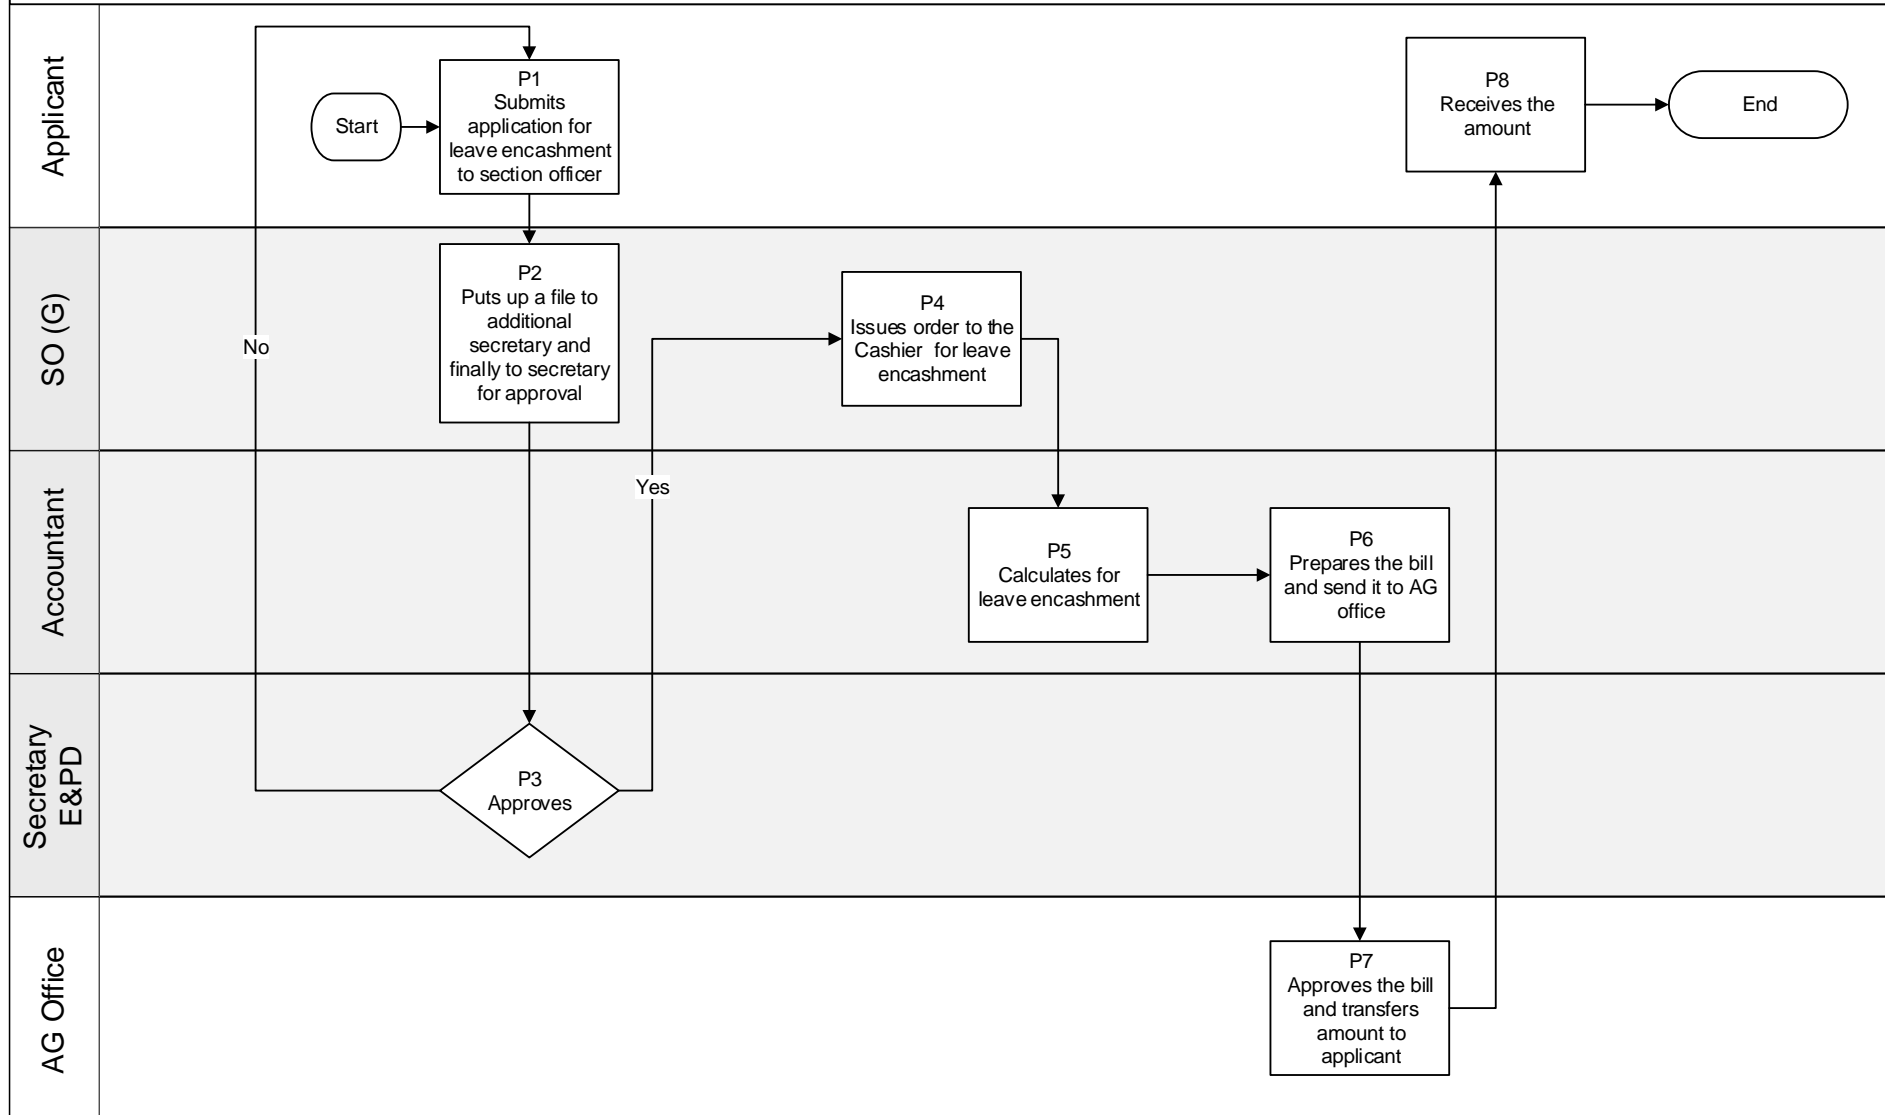 Applicant
Start
P1
Submits
application for
leave encashment
to section officer
P8
Receives the
amount
End
SO (G)
No
P2
Puts up a file to
additional
secretary and
finally to secretary
for approval
P4
Issues order to the
Cashier for leave
encashment
Accountant
Yes
P5
Calculates for
leave encashment
P6
Prepares the bill
and send it to AG
office
Secretary
E&PD
P3
Approves
AG Office
P7
Approves the bill
and transfers
amount to
applicant